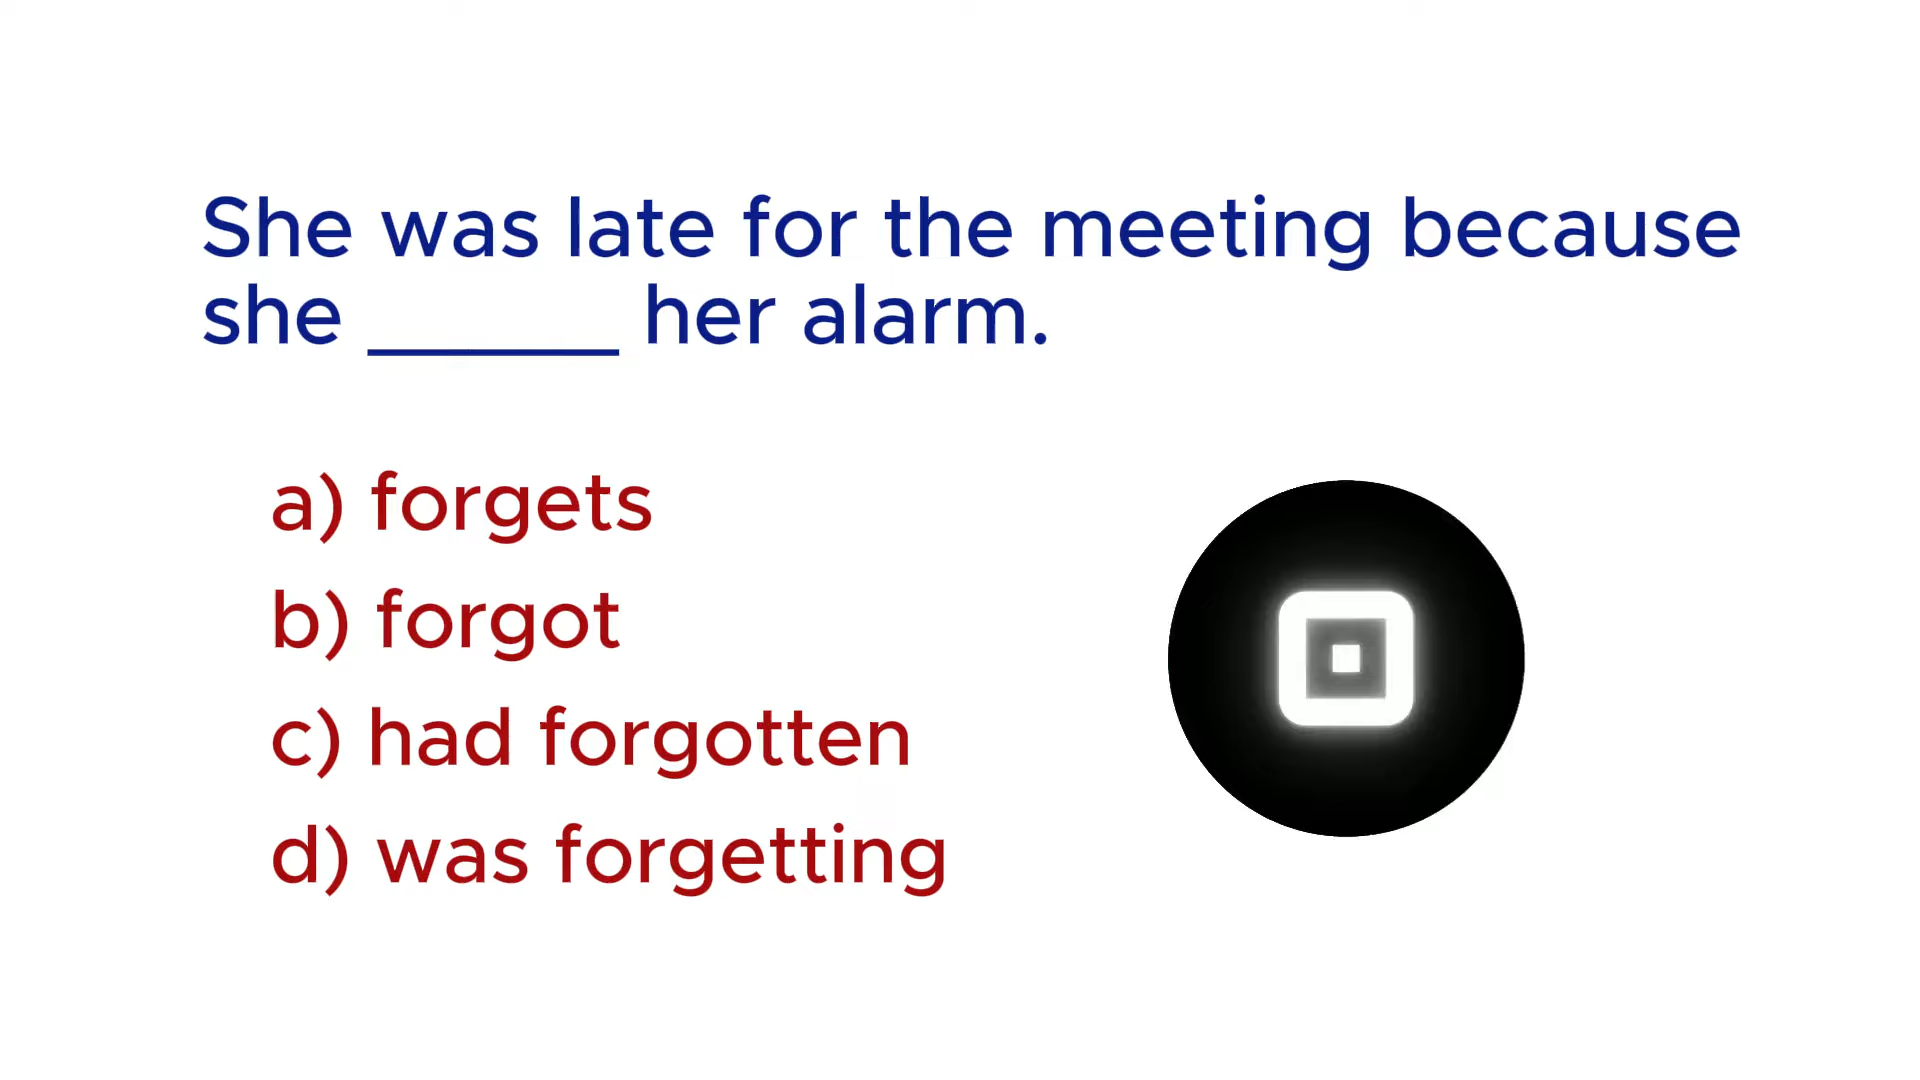 She was late for the meeting because
she ______ her alarm.
a) forgets
b) forgot
c) had forgotten
d) was forgetting